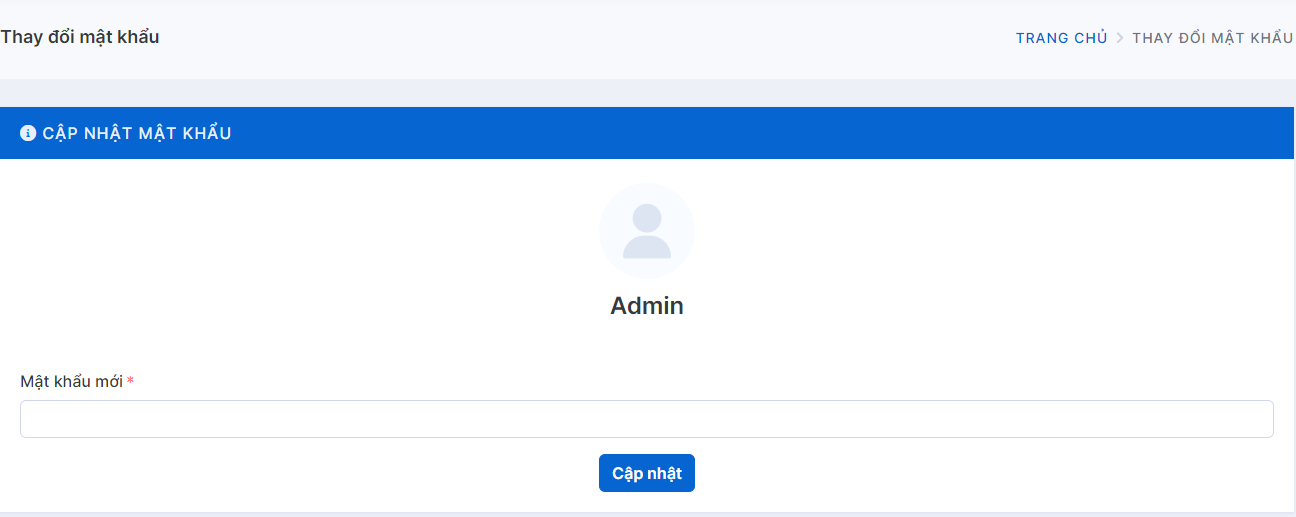 Thay đổi mật khẩu
TRANG CHỦ > THAY ĐỔI MẬT KHẨU
CẬP NHẬT MẬT KHẨU
Admin
Mật khẩu mới *
Cập nhật